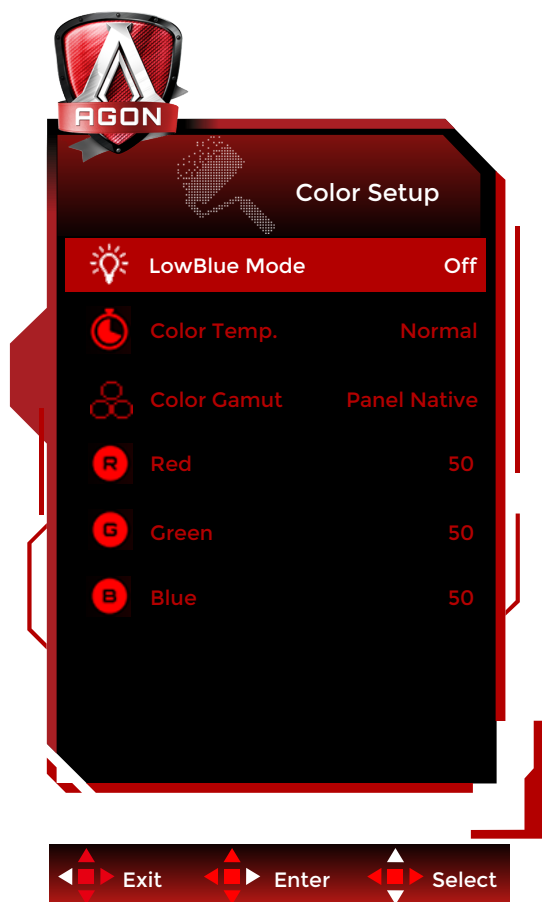 AGON
Color Setup
LowBlue Mode Off
Color Temp. Normal
Color Gamut Panel Native
R Red 50
G Green 50
B Blue 50
Exit Enter Select